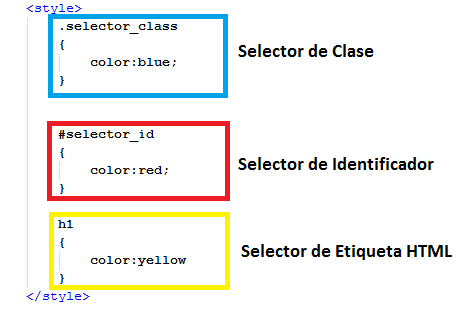 <style>
.selector_class
{
color:blue;
}
Selector de Clase
#selector_id
{
color:red;
}
Selector de Identificador
h1
{
color:yellow
}
Selector de Etiqueta HTML
</style>